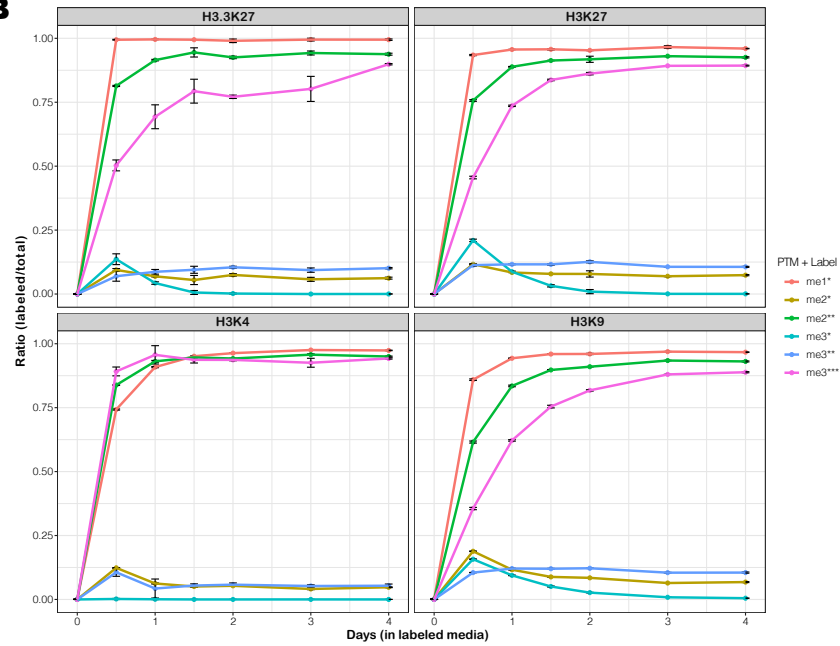 B
H3.3K27
H3K27
1.00
0.75
0.50
0.25
0.00
H3K4
H3K9
1.00
0.75
0.50
0.25
0.00
0 1 2 3 4
0 1 2 3 4
Days (in labeled media)
Ratio (labeled/total)
PTM + Label
me1*
me2*
me2**
me3*
me3**
me3***